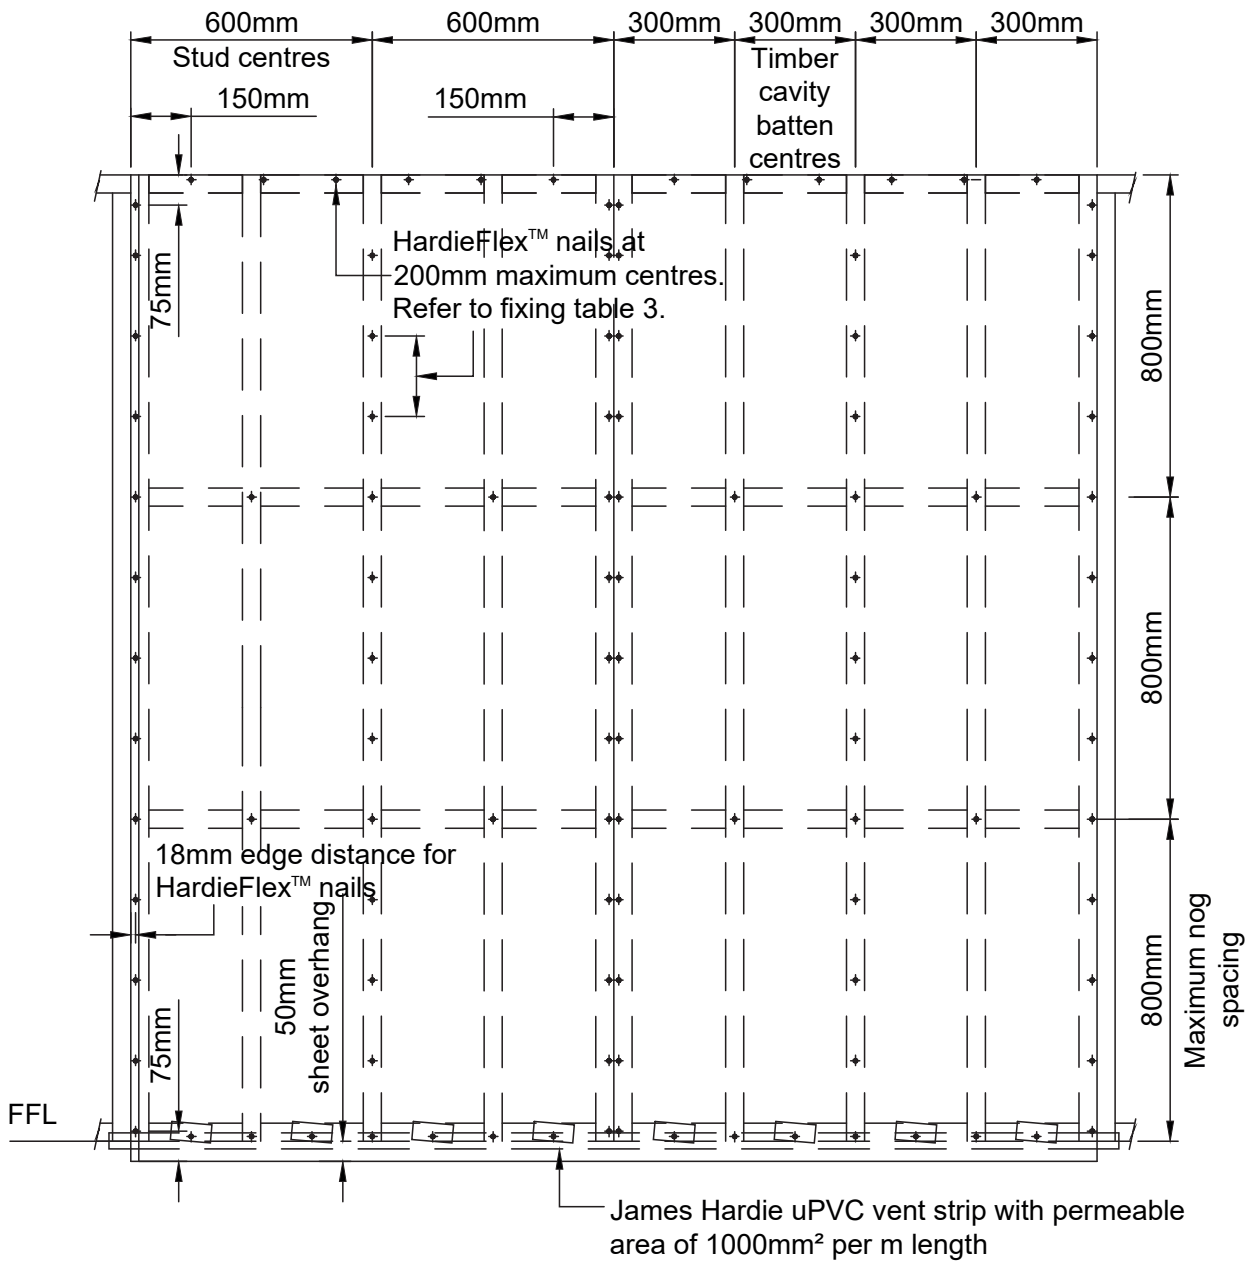 600mm
600mm
300mm
300mm
300mm
300mm
Stud centres
Timber
cavity
batten
centres
150mm
150mm
HardieFlex™ nails at
200mm maximum centres.
Refer to fixing table 3.
75mm
800mm
800mm
18mm edge distance for
HardieFlex™ nails
50mm
sheet overhang
75mm
800mm
Maximum nog
spacing
FFL
James Hardie uPVC vent strip with permeable
area of 1000mm² per m length